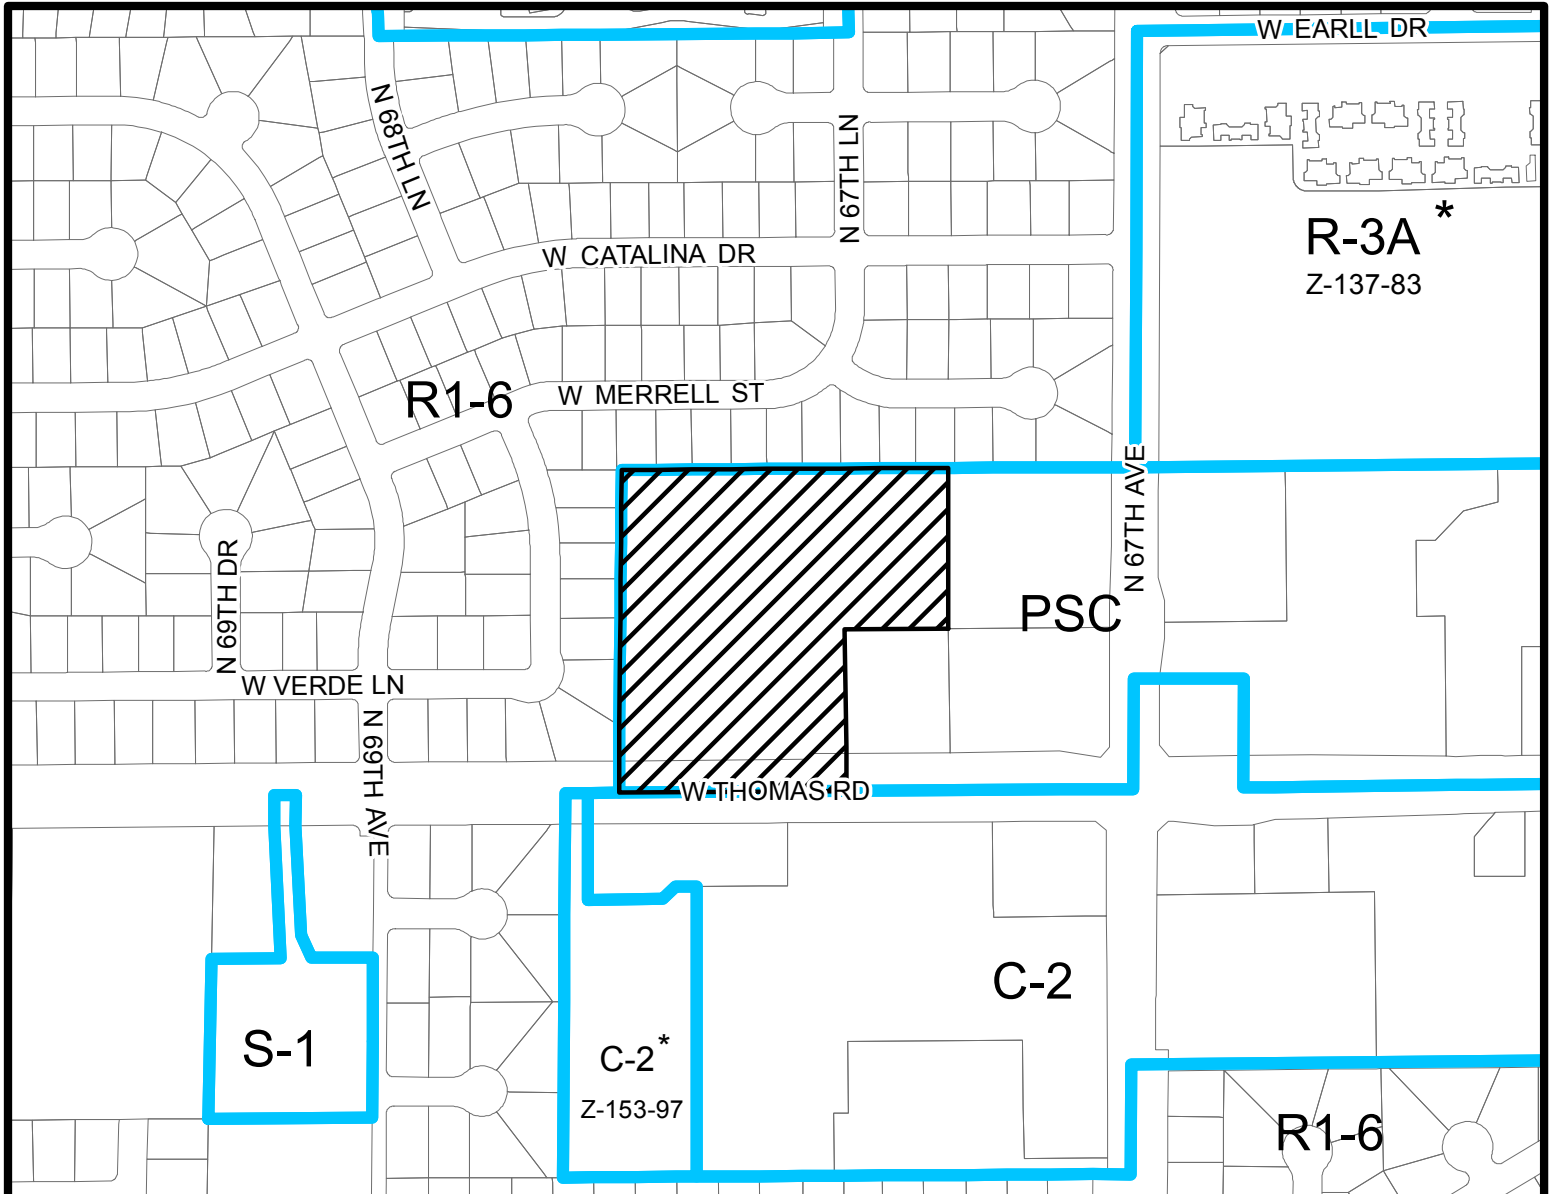 W EARLL DR
N 68TH LN
N 67TH LN
R-3A *
Z-137-83
W CATALINA DR
R1-6
W MERRELL ST
N 67TH AVE
N 69TH DR
PSC
W VERDE LN
N 69TH AVE
W THOMAS RD
C-2
S-1
C-2 *
Z-153-97
R1-6